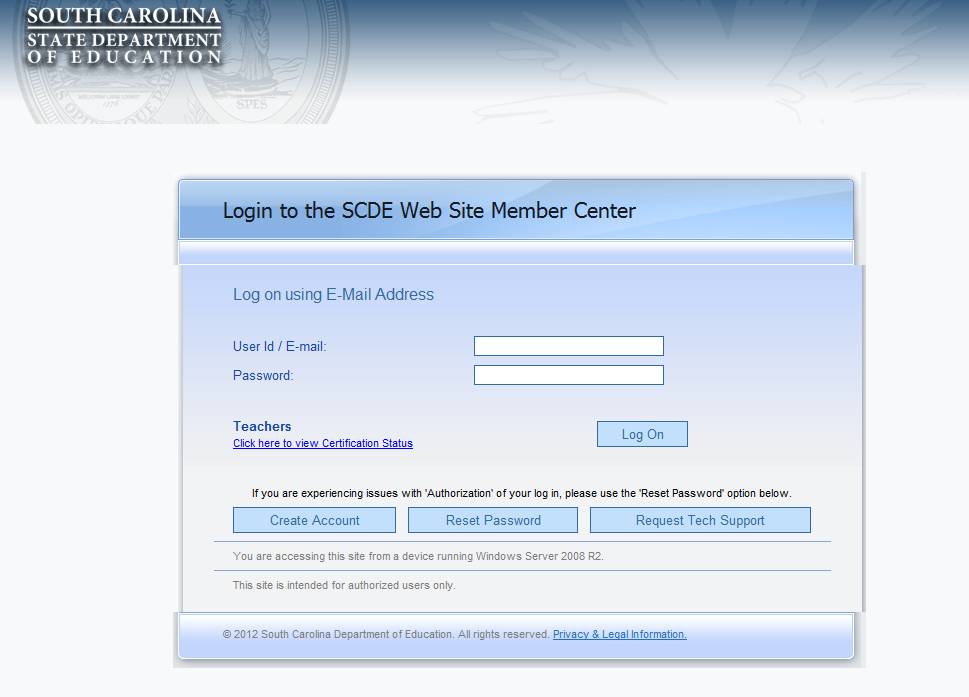 SOUTH CAROLINA
STATE DEPARTMENT
OF EDUCATION
1776
SPES
Login to the SCDE Web Site Member Center
Log on using E-Mail Address
User Id / E-mail:
Password:
Teachers
Click here to view Certification Status
Log On
If you are experiencing issues with 'Authorization' of your log in, please use the 'Reset Password' option below.
Create Account Reset Password Request Tech Support
You are accessing this site from a device running Windows Server 2008 R2.
This site is intended for authorized users only.
© 2012 South Carolina Department of Education. All rights reserved. Privacy & Legal Information.